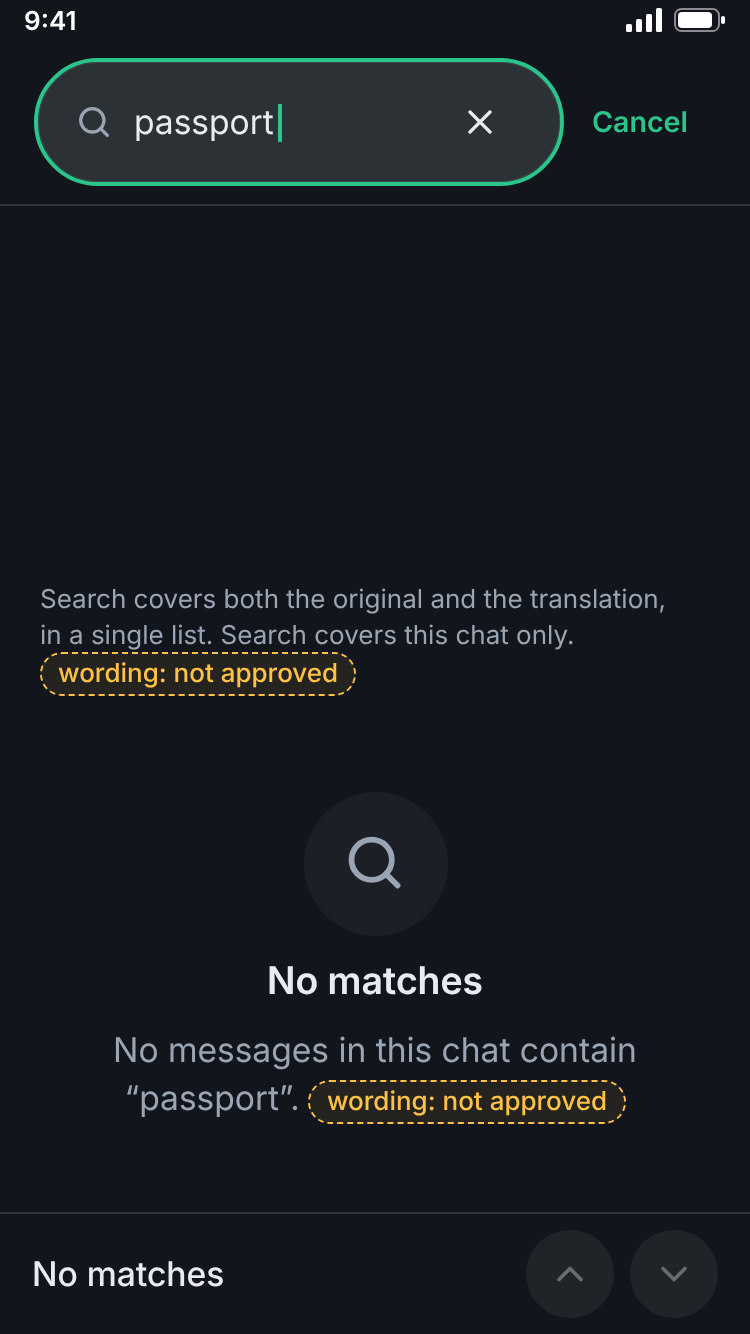 9:41
passport
Cancel
Search covers both the original and the translation,
in a single list. Search covers this chat only.
wording: not approved
No matches
No messages in this chat contain
“passport”. wording: not approved
No matches